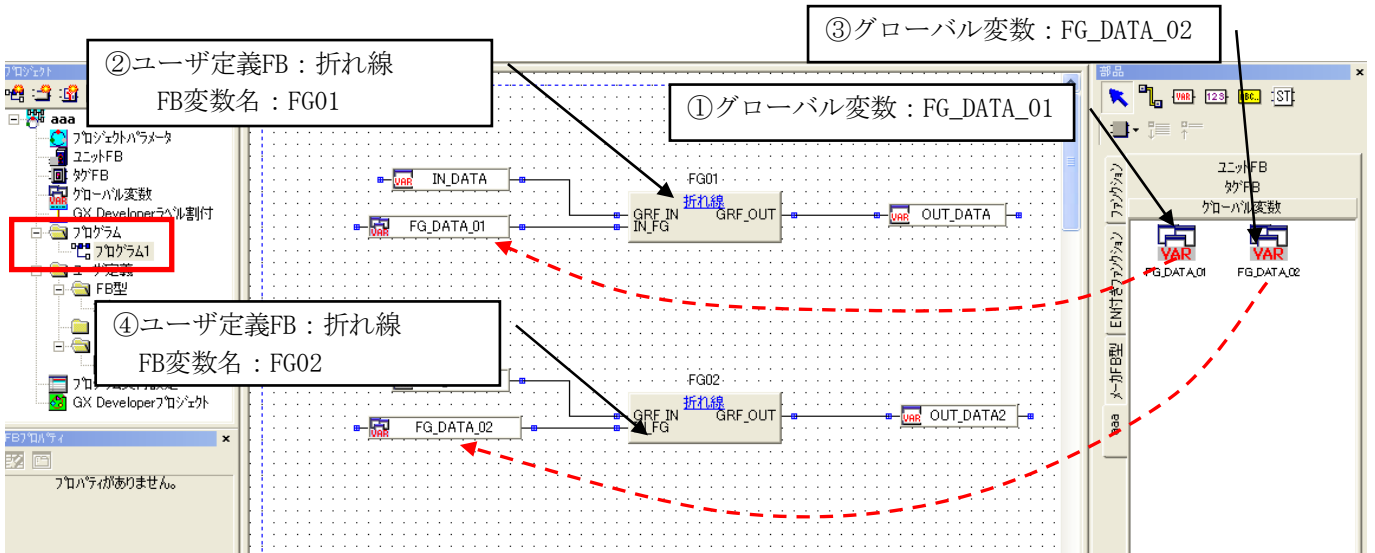 ③グローバル変数：FG_DATA_02
②ユーザ定義FB：折れ線
FB変数名：FG01
①グローバル変数：FG_DATA_01
プロジェクト
aaa
プロジェクトパラメータ
ユニットFB
タグFB
グローバル変数
GX Developerラベル割付
プログラム
プログラム1
ユーザ定義
FB型
④ユーザ定義FB：折れ線
FB変数名：FG02
GX Developerプロジェクト
FBプロパティ
プロパティがありません。
IN_DATA
FG_DATA_01
FG01
折れ線
GRF_IN GRF_OUT
IN_FG
OUT_DATA
FG_DATA_02
FG02
折れ線
GRF_IN GRF_OUT
IN_FG
OUT_DATA2
部品
VAR 123 ABC.. ST
ファンクション
EN付きファンクション
メーカFB型
aaa
ユニットFB
タグFB
グローバル変数
VAR VAR
FG_DATA_01 FG_DATA_02